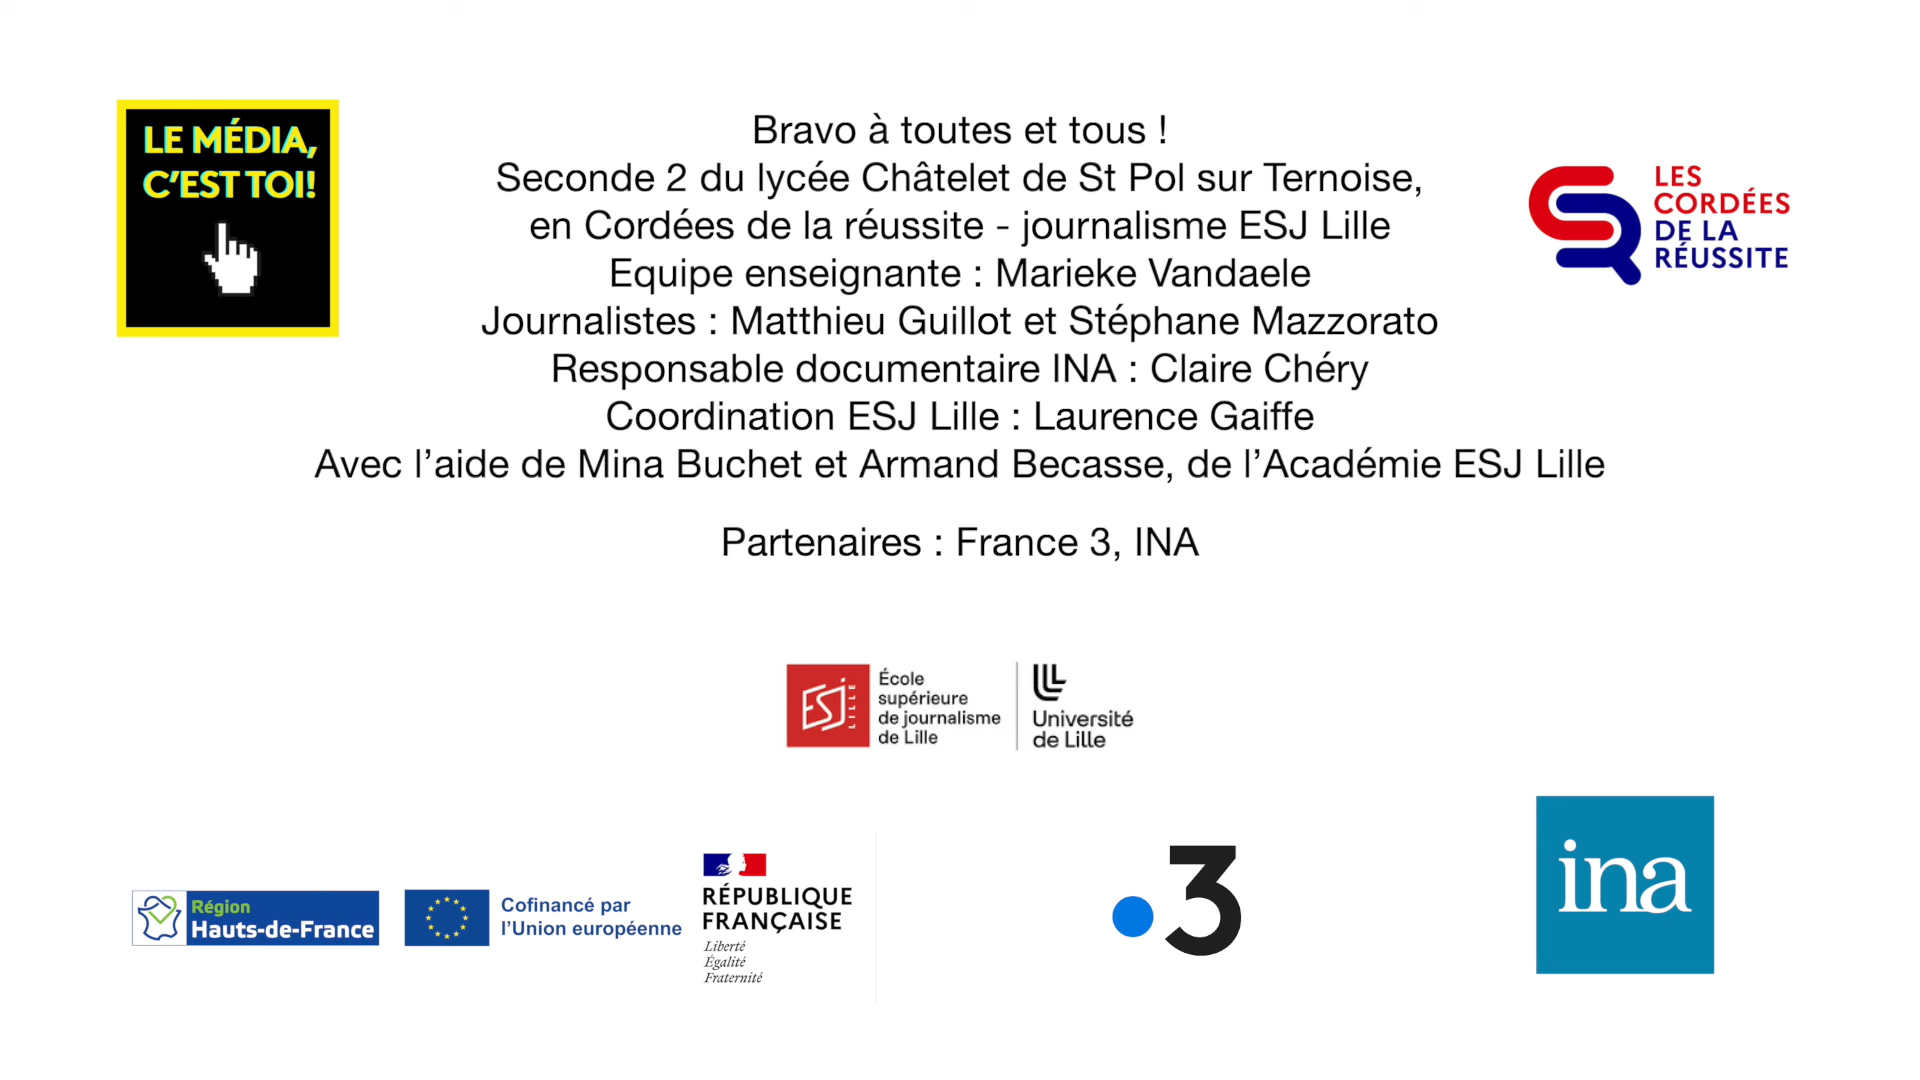 LE MÉDIA,
C'EST TOI!
Bravo à toutes et tous !
Seconde 2 du lycée Châtelet de St Pol sur Ternoise,
en Cordées de la réussite - journalisme ESJ Lille
Equipe enseignante : Marieke Vandaele
Journalistes : Matthieu Guillot et Stéphane Mazzorato
Responsable documentaire INA : Claire Chéry
Coordination ESJ Lille : Laurence Gaiffe
Avec l’aide de Mina Buchet et Armand Becasse, de l’Académie ESJ Lille
Partenaires : France 3, INA
LES
CORDÉES
DE LA
RÉUSSITE
ESJ
LILLE
École
supérieure
de journalisme
de Lille
Université
de Lille
Région
Hauts-de-France
Cofinancé par
l’Union européenne
RÉPUBLIQUE
FRANÇAISE
Liberté
Égalité
Fraternité
3
ina